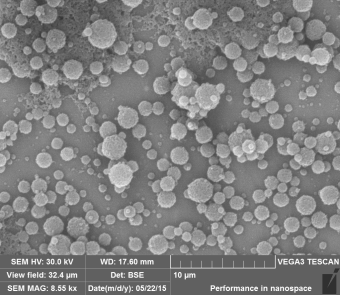 SEM HV: 30.0 kV WD: 17.60 mm VEGA3 TESCAN
View field: 32.4 µm Det: BSE 10 µm
SEM MAG: 8.55 kx Date(m/d/y): 05/22/15 Performance in nanospace